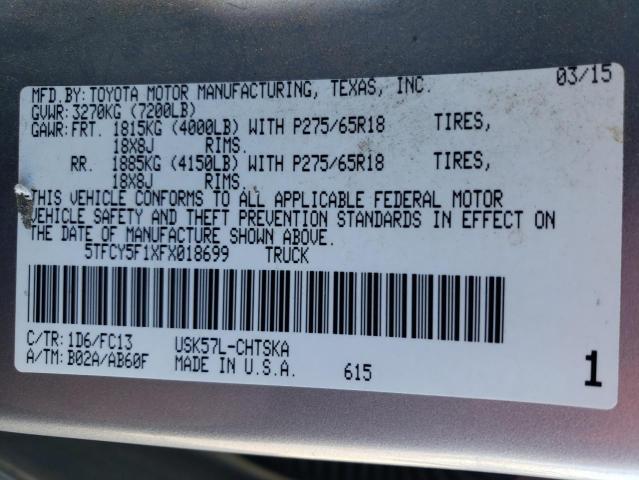 MFD.BY: TOYOTA MOTOR MANUFACTURING, TEXAS, INC. 03/15
GVWR: 3270KG (7200LB)
GAWR: FRT. 1815KG (4000LB) WITH P275/65R18 TIRES,
18X8J RIMS.
RR. 1885KG (4150LB) WITH P275/65R18 TIRES,
18X8J RIMS.
THIS VEHICLE CONFORMS TO ALL APPLICABLE FEDERAL MOTOR
VEHICLE SAFETY AND THEFT PREVENTION STANDARDS IN EFFECT ON
THE DATE OF MANUFACTURE SHOWN ABOVE.
5TFCY5F1XFX018699 TRUCK
C/TR: 1D6/FC13 USK57L-CHTSKA
A/TM: B02A/AB60F MADE IN U.S.A. 615 1